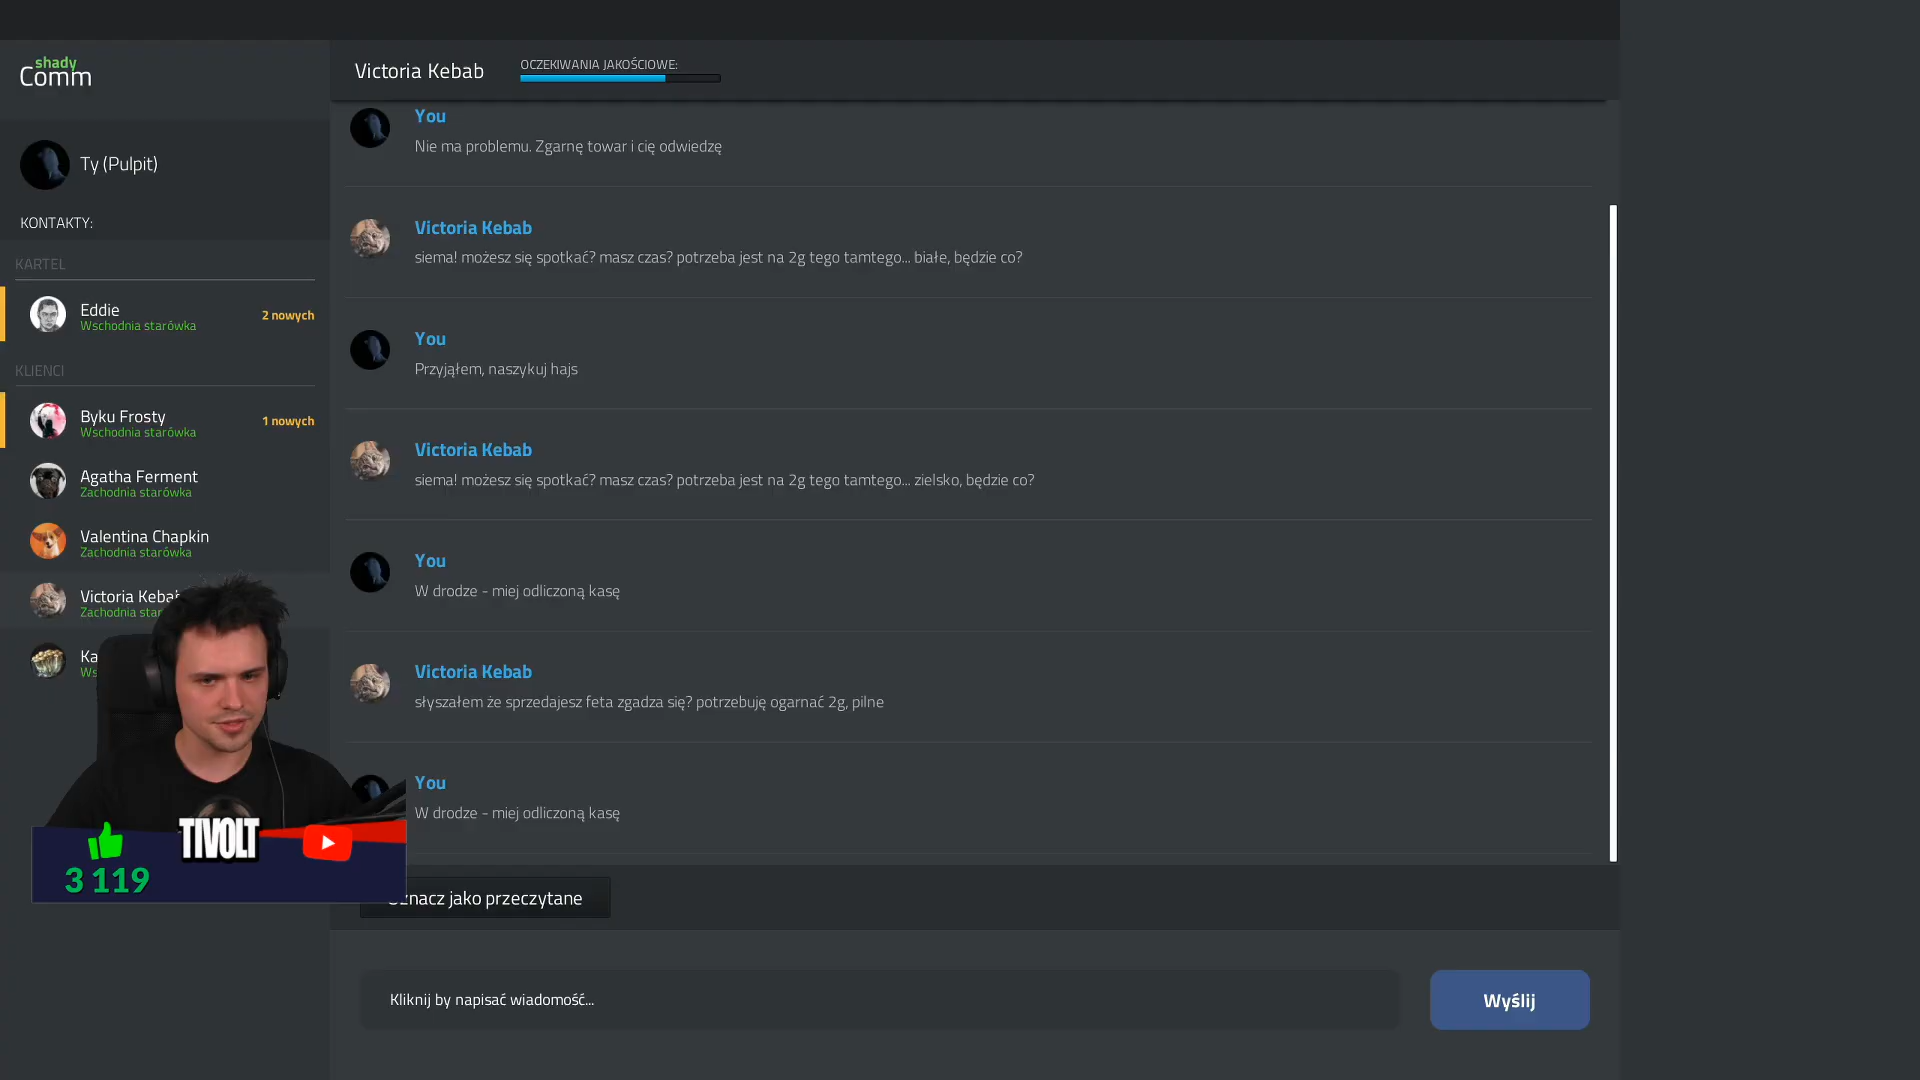 shady
Comm
Ty (Pulpit)
KONTAKTY:
KARTEL
Eddie
Wschodnia starówka
2 nowych
KLIENCI
Byku Frosty
Wschodnia starówka
1 nowych
Agatha Ferment
Zachodnia starówka
Valentina Chapkin
Zachodnia starówka
Victoria Kebab
Zachodnia
TIVOLT
3 119
Victoria Kebab
OCZEKIWANIA JAKOŚCIOWE:
You
Nie ma problemu. Zgarnę towar i cię odwiedzę
Victoria Kebab
siema! możesz się spotkać? masz czas? potrzeba jest na 2g tego tamtego... białe, będzie co?
You
Przyjąłem, naszykuj hajs
Victoria Kebab
siema! możesz się spotkać? masz czas? potrzeba jest na 2g tego tamtego... zielsko, będzie co?
You
W drodze - miej odliczoną kasę
Victoria Kebab
słyszałem że sprzedajesz feta zgadza się? potrzebuję ogarnać 2g, pilne
You
W drodze - miej odliczoną kasę
jako przeczytane
Kliknij by napisać wiadomość...
Wyślij